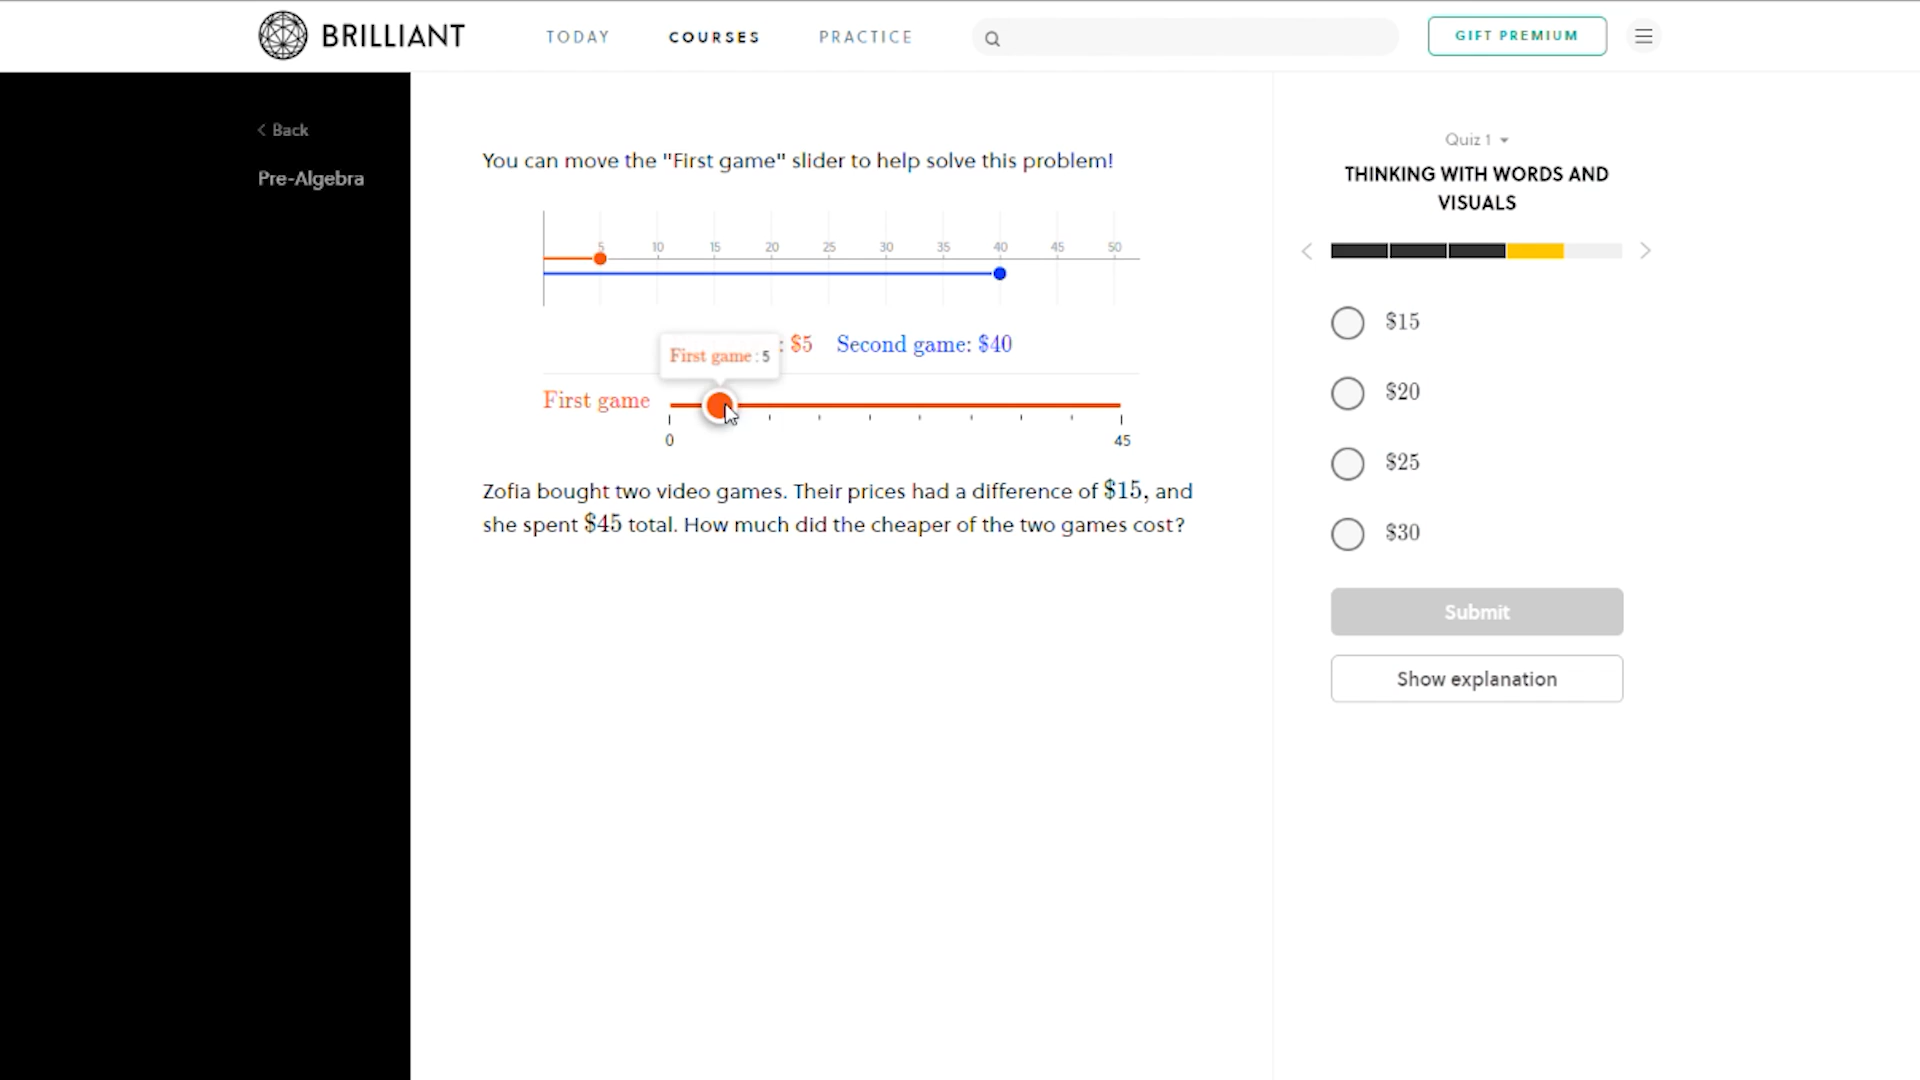 BRILLIANT
TODAY
COURSES
PRACTICE
GIFT PREMIUM
< Back
Pre-Algebra
You can move the "First game" slider to help solve this problem!
5 10 15 20 25 30 35 40 45 50
: $5 Second game: $40
First game : 5
First game
0 45
Zofia bought two video games. Their prices had a difference of $15, and
she spent $45 total. How much did the cheaper of the two games cost?
Quiz 1
THINKING WITH WORDS AND
VISUALS
$15
$20
$25
$30
Submit
Show explanation